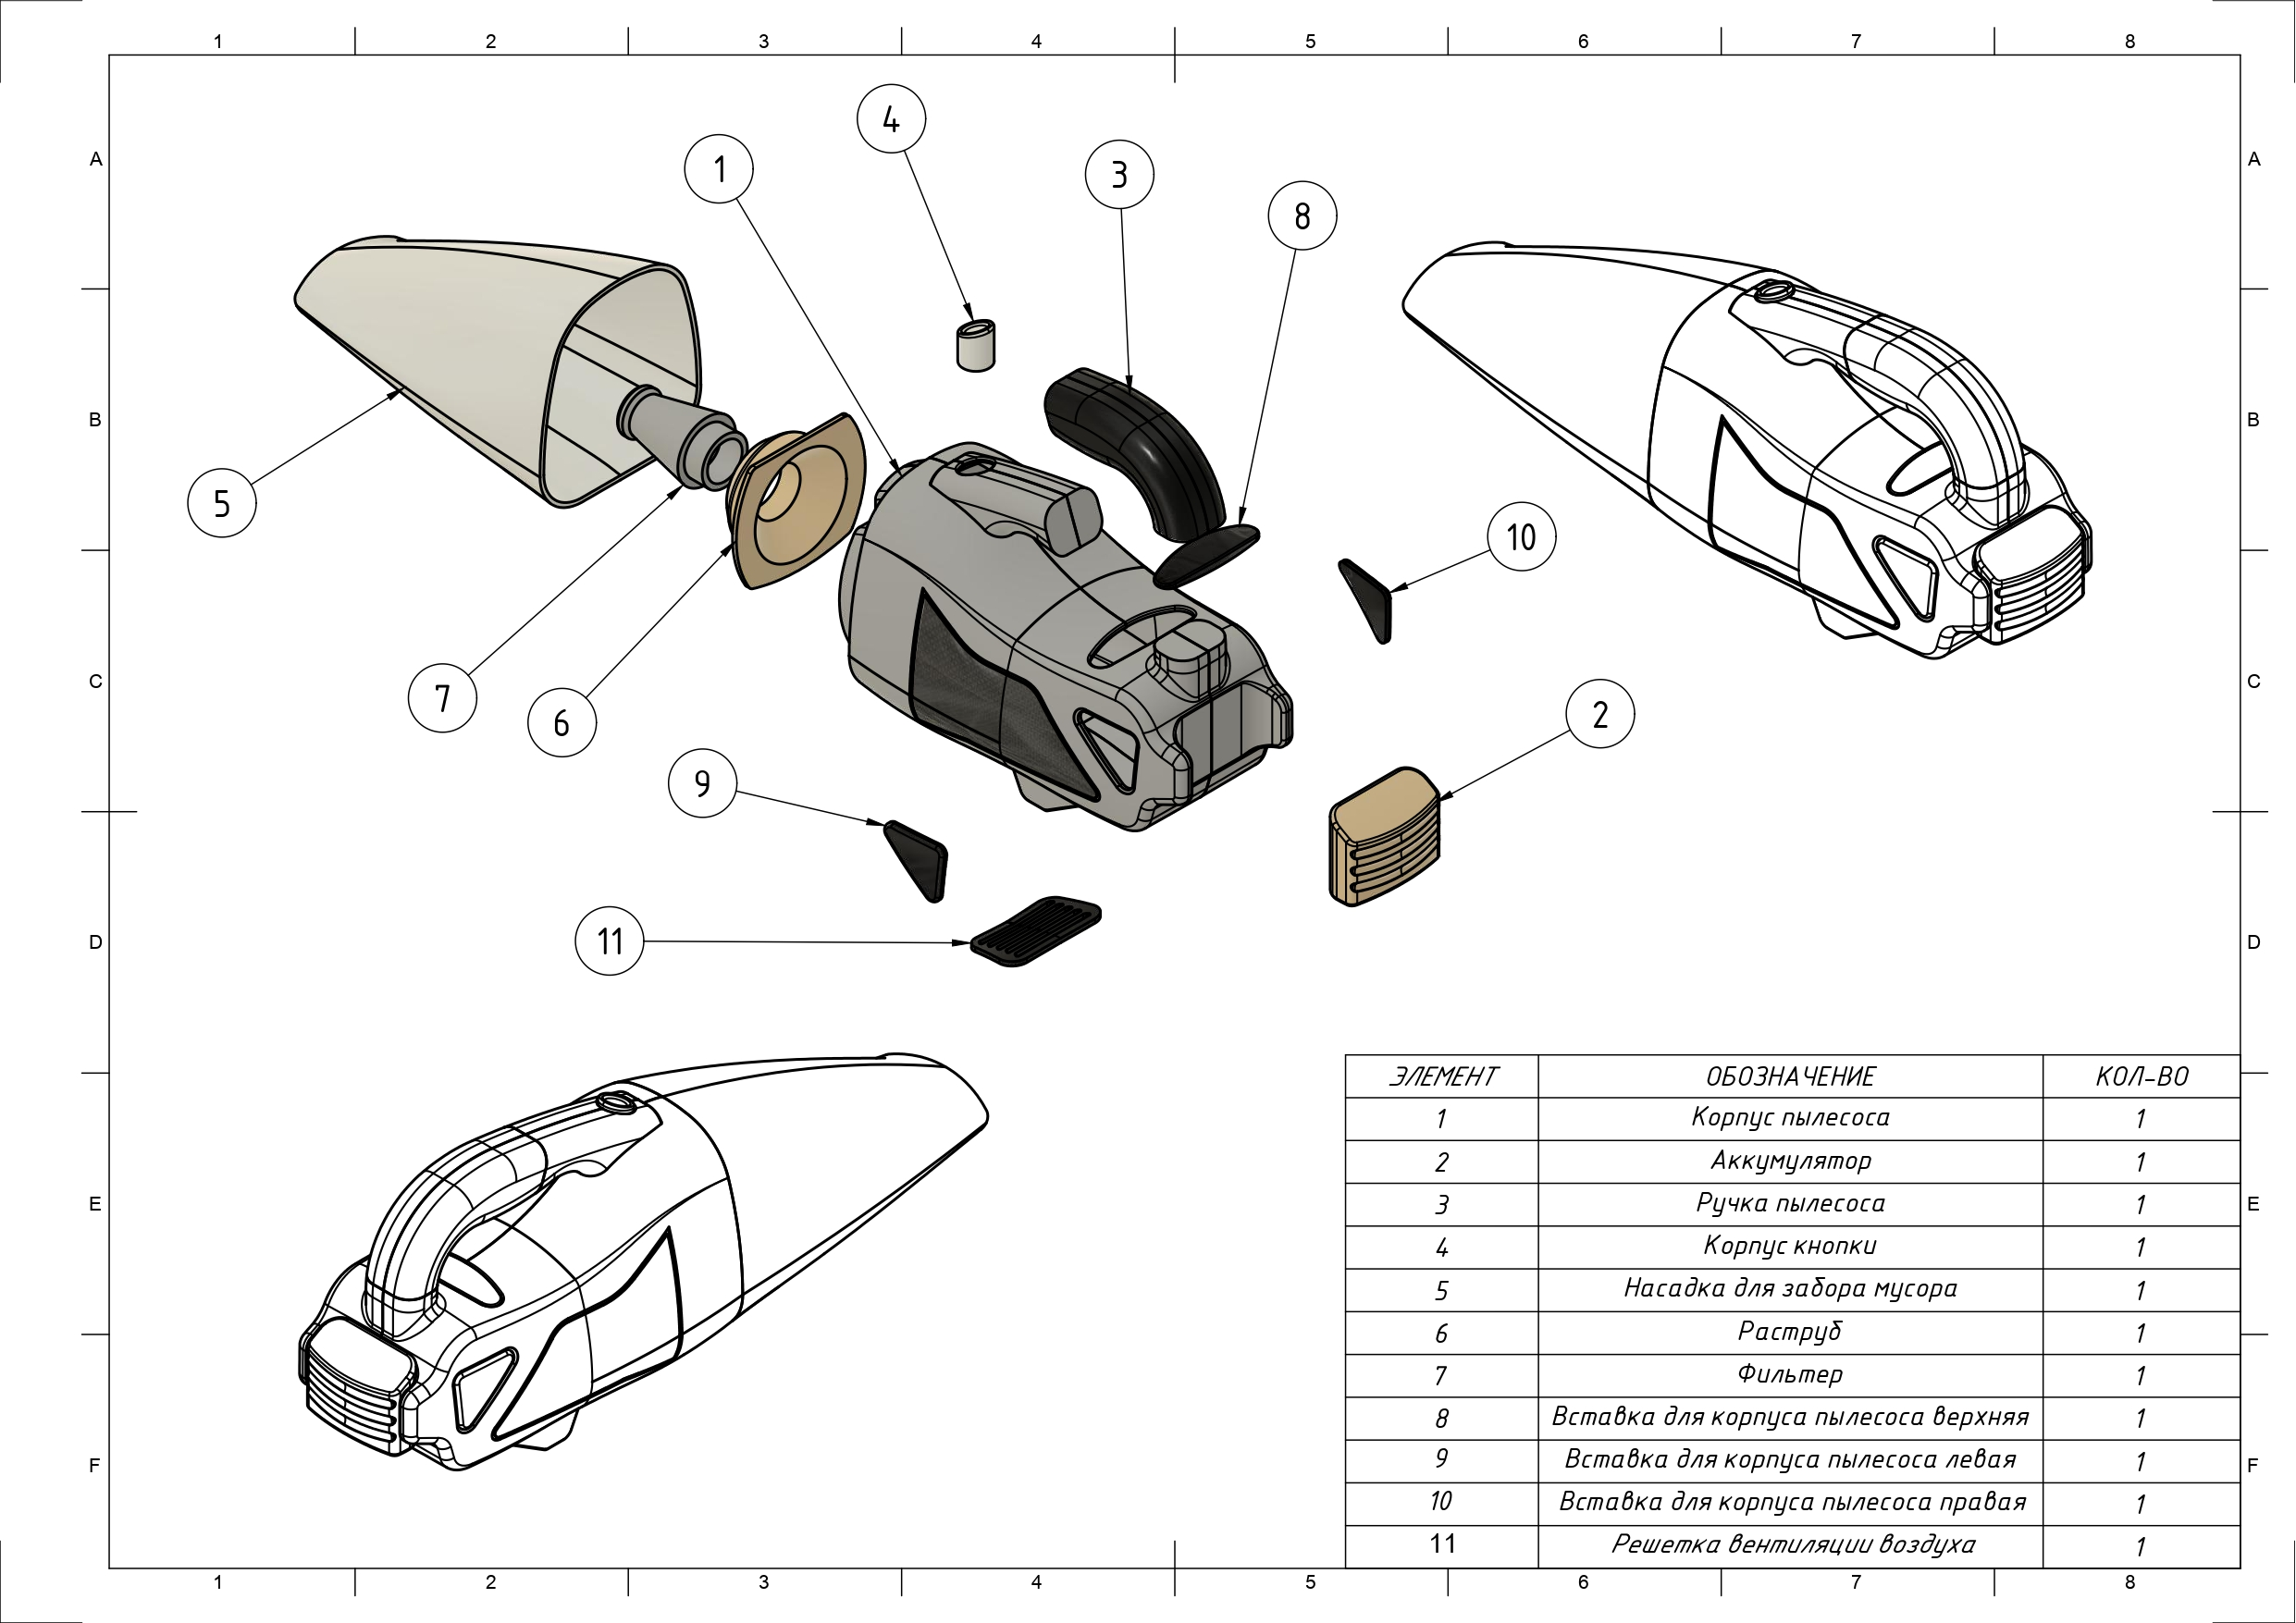 1 2 3 4 5 6 7 8
A A
4
1
3
8
B B
5
10
7
6
2
C C
9
11
D D
ЭЛЕМЕНТ ОБОЗНАЧЕНИЕ КОЛ-ВО
1 Корпус пылесоса 1
2 Аккумулятор 1
3 Ручка пылесоса 1
4 Корпус кнопки 1
5 Насадка для забора мусора 1
6 Раструб 1
7 Фильтер 1
8 Вставка для корпуса пылесоса верхняя 1
9 Вставка для корпуса пылесоса левая 1
10 Вставка для корпуса пылесоса правая 1
11 Решетка вентиляции воздуха 1
E E
F F
1 2 3 4 5 6 7 8